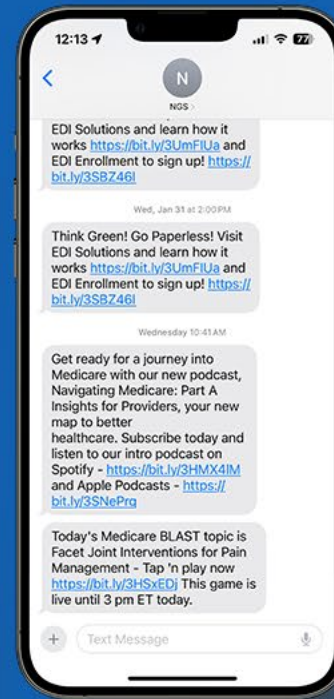 12:13
27
N
NGS
EDI Solutions and learn how it
works https://bit.ly/3UmFlUa and
EDI Enrollment to sign up! https://
bit.ly/3SBZ46l
Wed, Jan 31 at 2:00 PM
Think Green! Go Paperless! Visit
EDI Solutions and learn how it
works https://bit.ly/3UmFlUa and
EDI Enrollment to sign up! https://
bit.ly/3SBZ46l
Wednesday 10:41 AM
Get ready for a journey into
Medicare with our new podcast,
Navigating Medicare: Part A
Insights for Providers, your new
map to better
healthcare. Subscribe today and
listen to our intro podcast on
Spotify - https://bit.ly/3HMX4lM
and Apple Podcasts - https://
bit.ly/3SNePrq
Today's Medicare BLAST topic is
Facet Joint Interventions for Pain
Management - Tap 'n play now
https://bit.ly/3HSxEDj This game is
live until 3 pm ET today.
Text Message